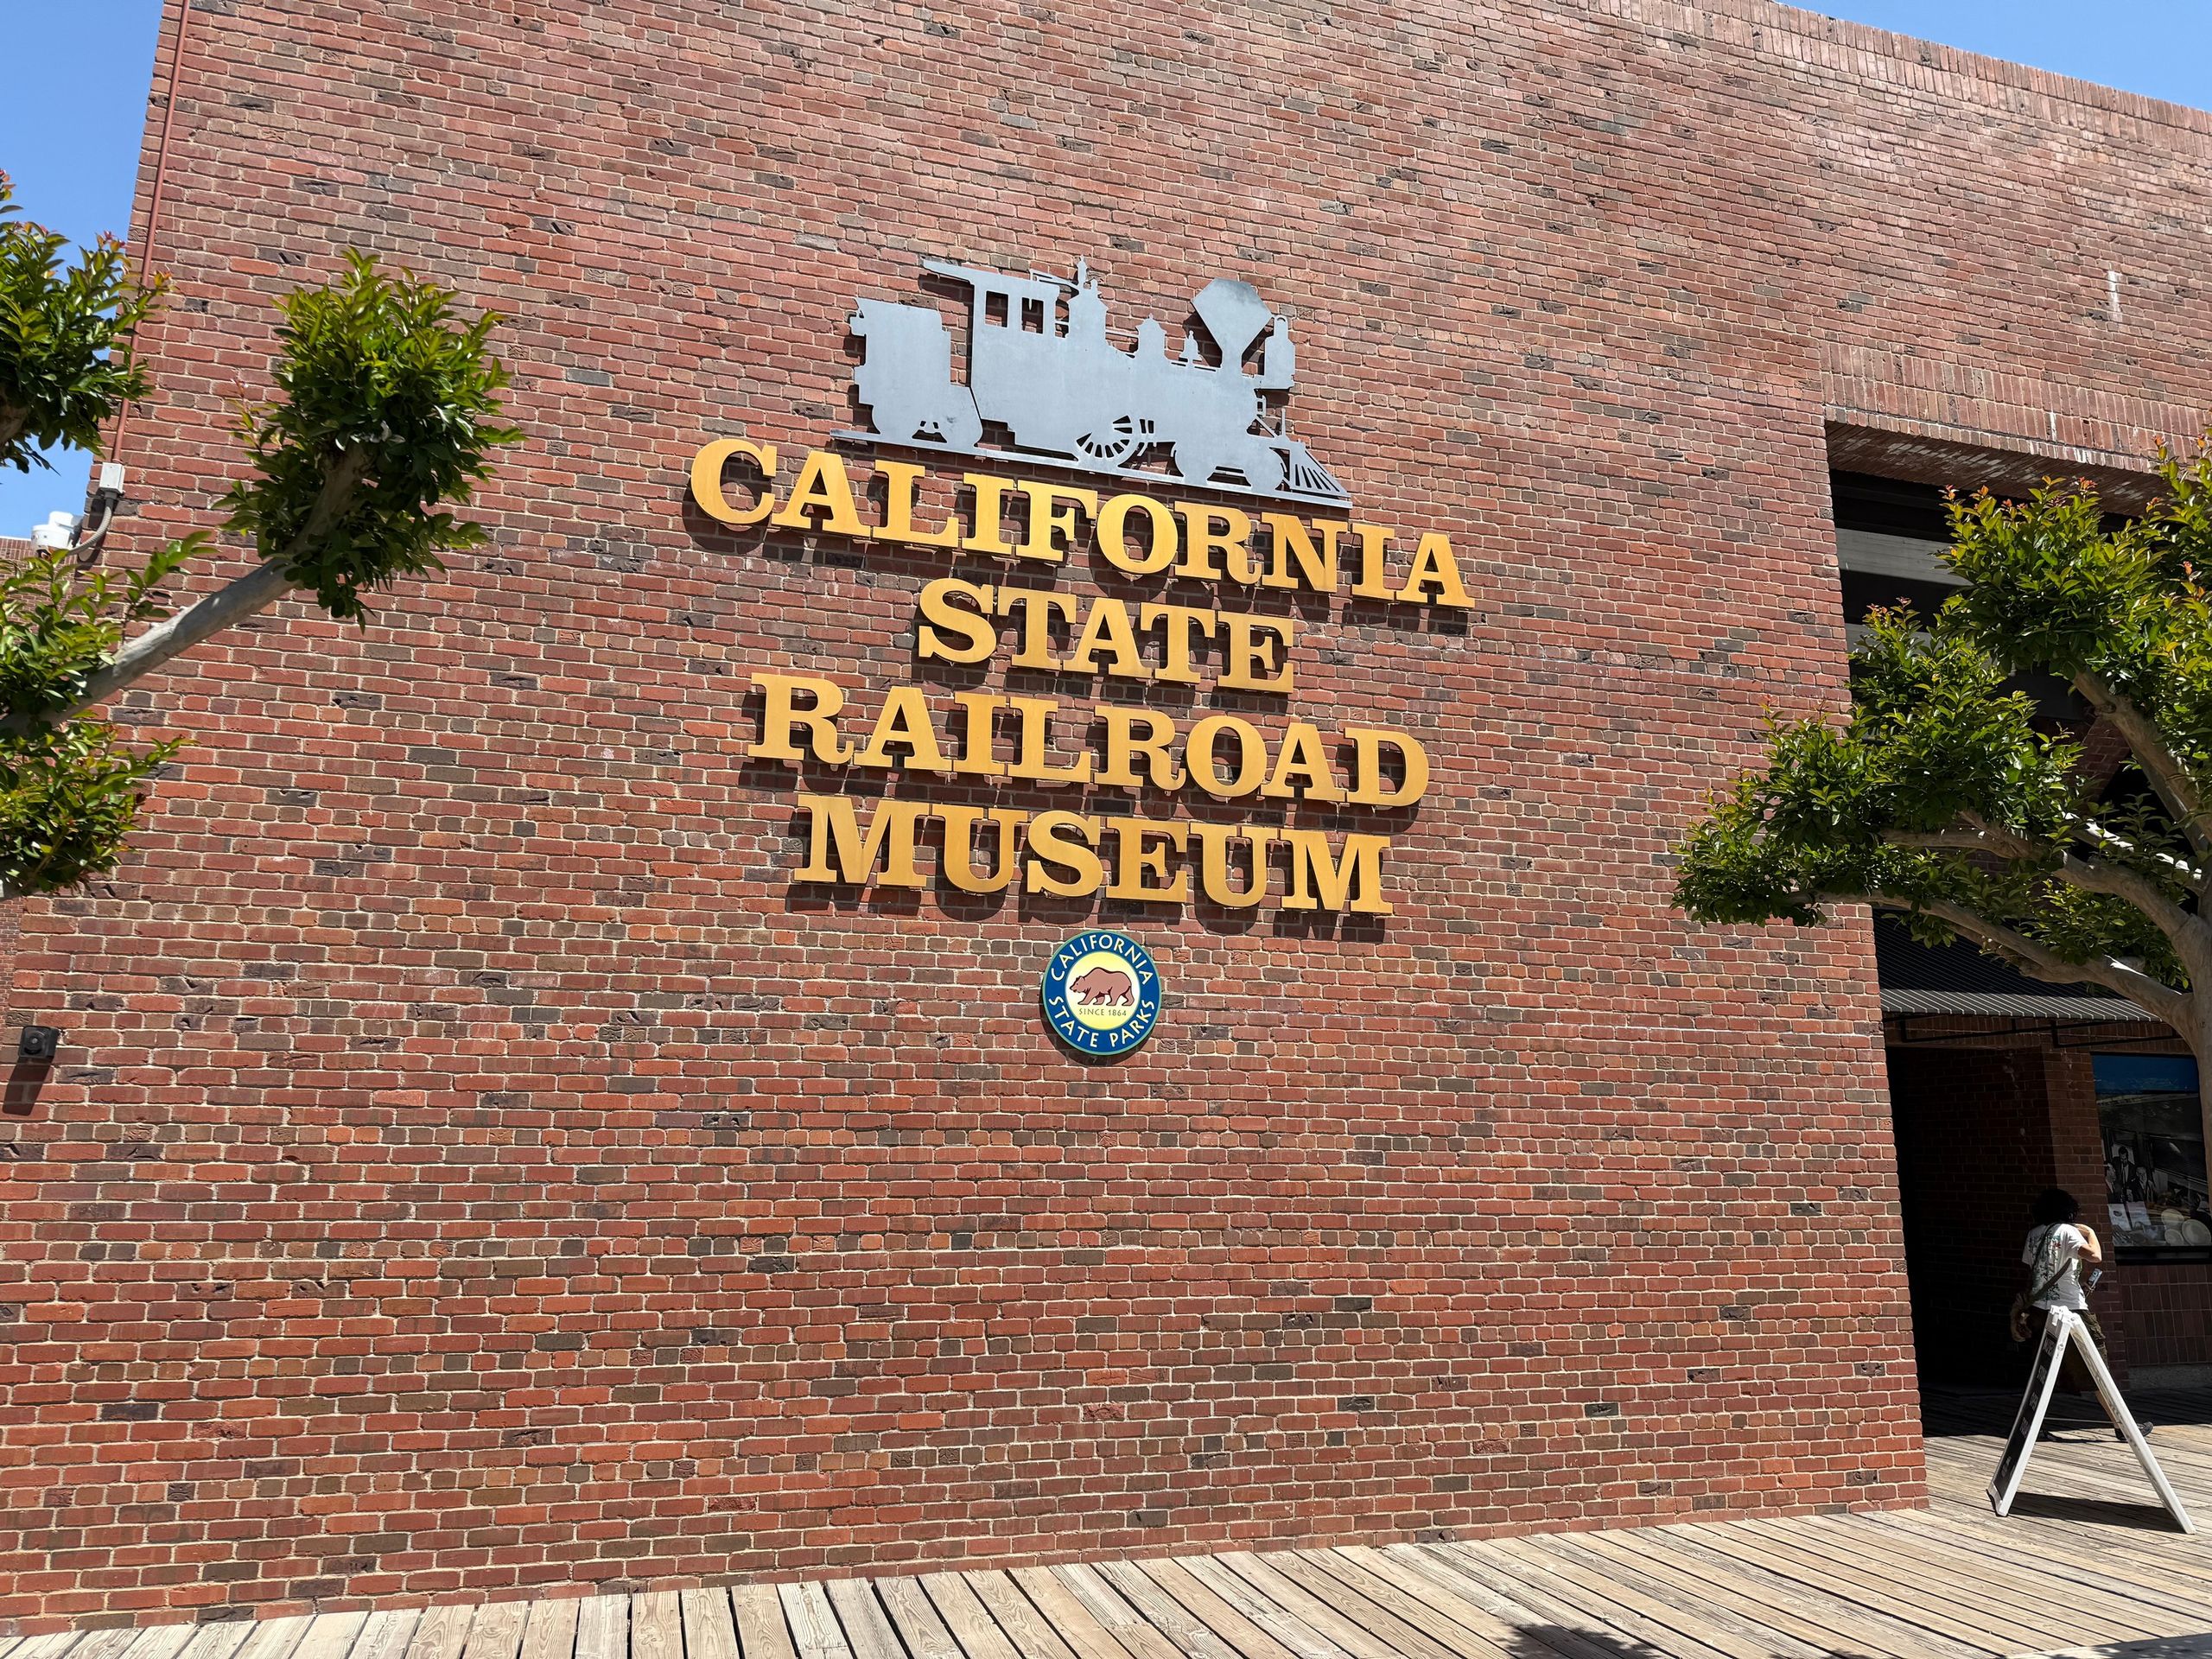 CALIFORNIA
STATE
RAILROAD
MUSEUM
CALIFORNIA
SINCE 1864
STATE PARKS